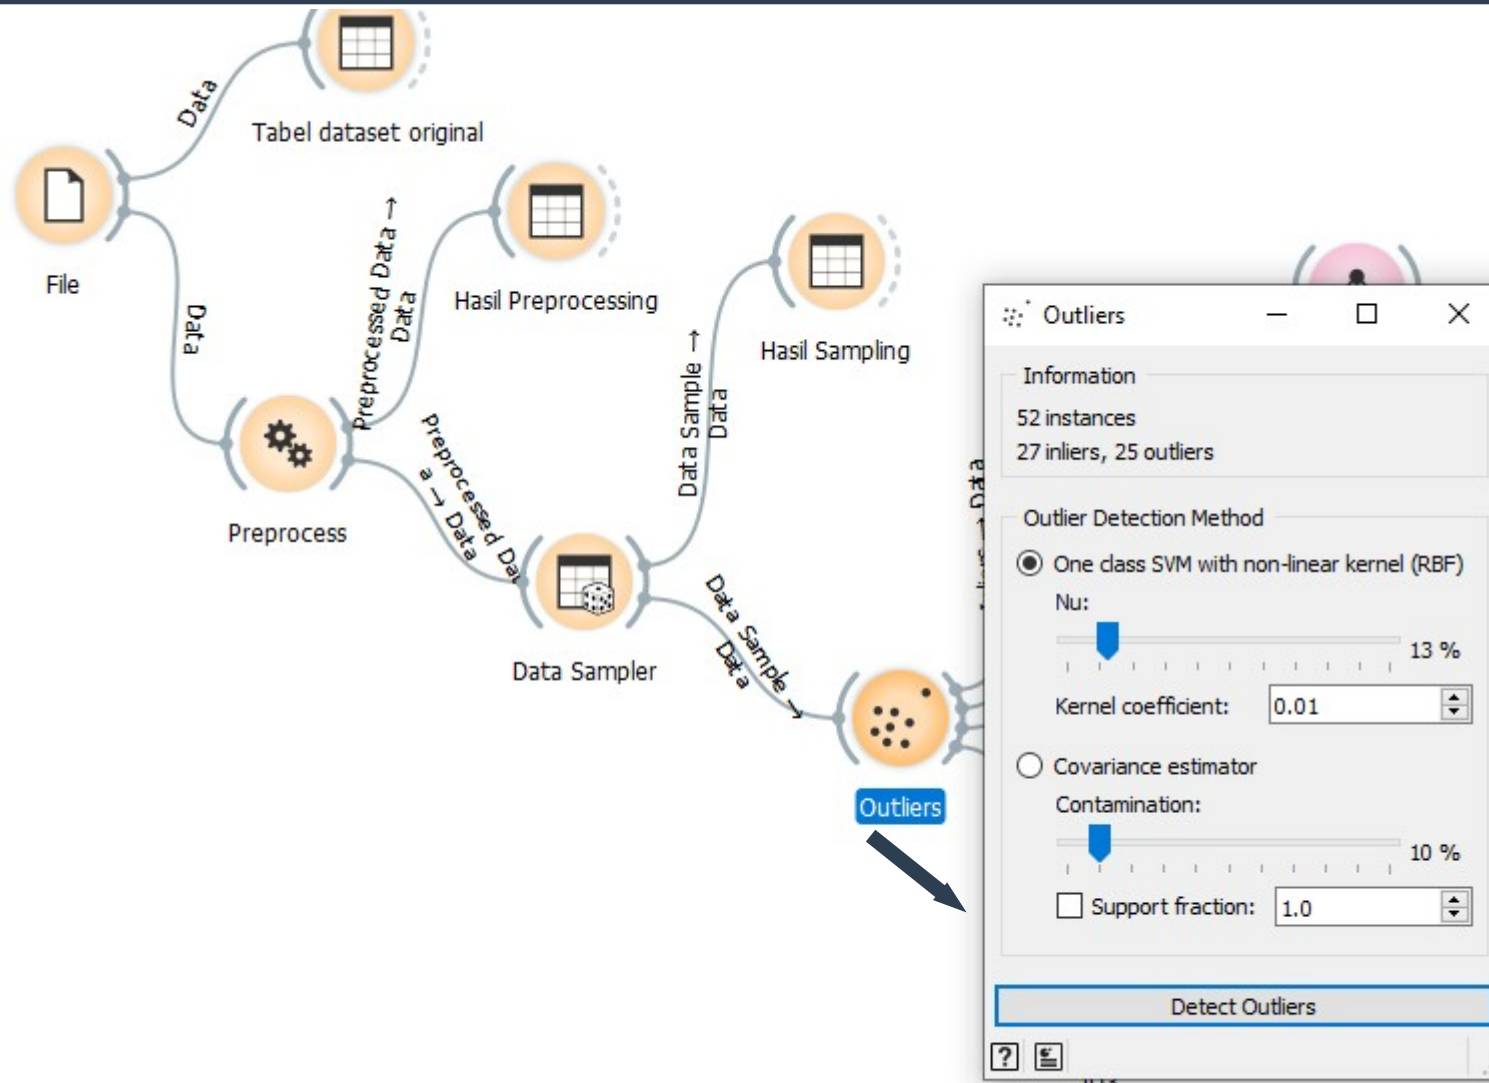 Data
Tabel dataset original
File
Data
Preprocessed Data →
Data
Hasil Preprocessing
Preprocess
Preprocessed Dat
a → Data
Data Sample →
Data
Hasil Sampling
Data Sampler
Data Sample →
Data
Outliers
→ Data
Outliers
Information
52 instances
27 inliers, 25 outliers
Outlier Detection Method
One class SVM with non-linear kernel (RBF)
Nu:
13 %
Kernel coefficient:
0.01
Covariance estimator
Contamination:
10 %
Support fraction:
1.0
Detect Outliers
?